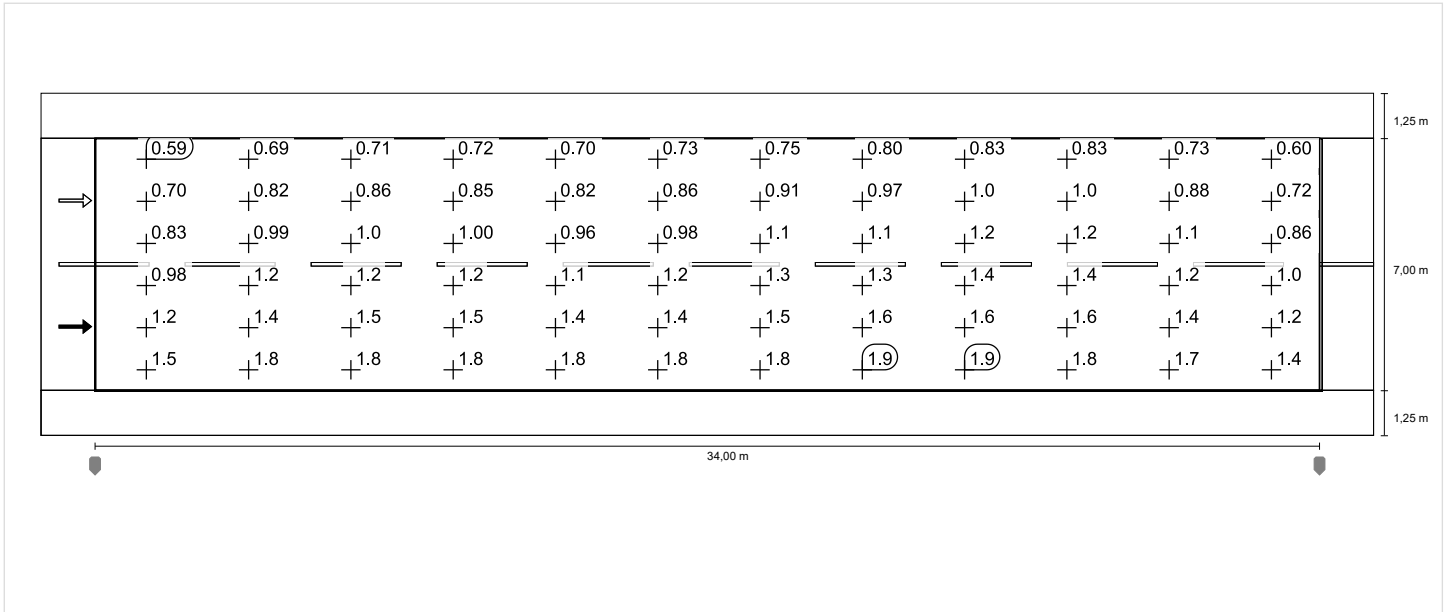 1,25 m
0.59 0.69 0.71 0.72 0.70 0.73 0.75 0.80 0.83 0.83 0.73 0.60
0.70 0.82 0.86 0.85 0.82 0.86 0.91 0.97 1.0 1.0 0.88 0.72
0.83 0.99 1.0 1.00 0.96 0.98 1.1 1.1 1.2 1.2 1.1 0.86
7,00 m
0.98 1.2 1.2 1.2 1.1 1.2 1.3 1.3 1.4 1.4 1.2 1.0
1.2 1.4 1.5 1.5 1.4 1.4 1.5 1.6 1.6 1.6 1.4 1.2
1.5 1.8 1.8 1.8 1.8 1.8 1.8 1.9 1.9 1.8 1.7 1.4
1,25 m
34,00 m